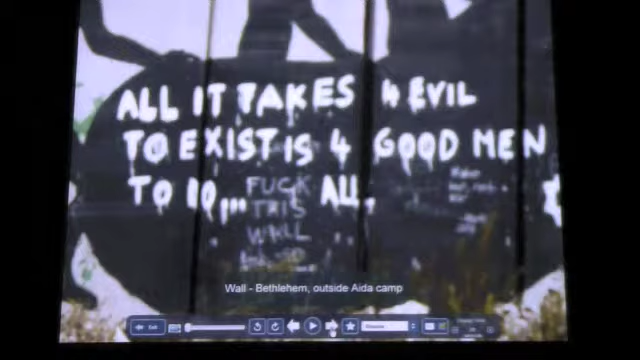 ALL IT TAKES 4 EVIL
TO EXIST IS 4 GOOD MEN
TO DO,,, ALL.
FUCK
THIS
WALL
Wall - Bethlehem, outside Aida camp
Exit